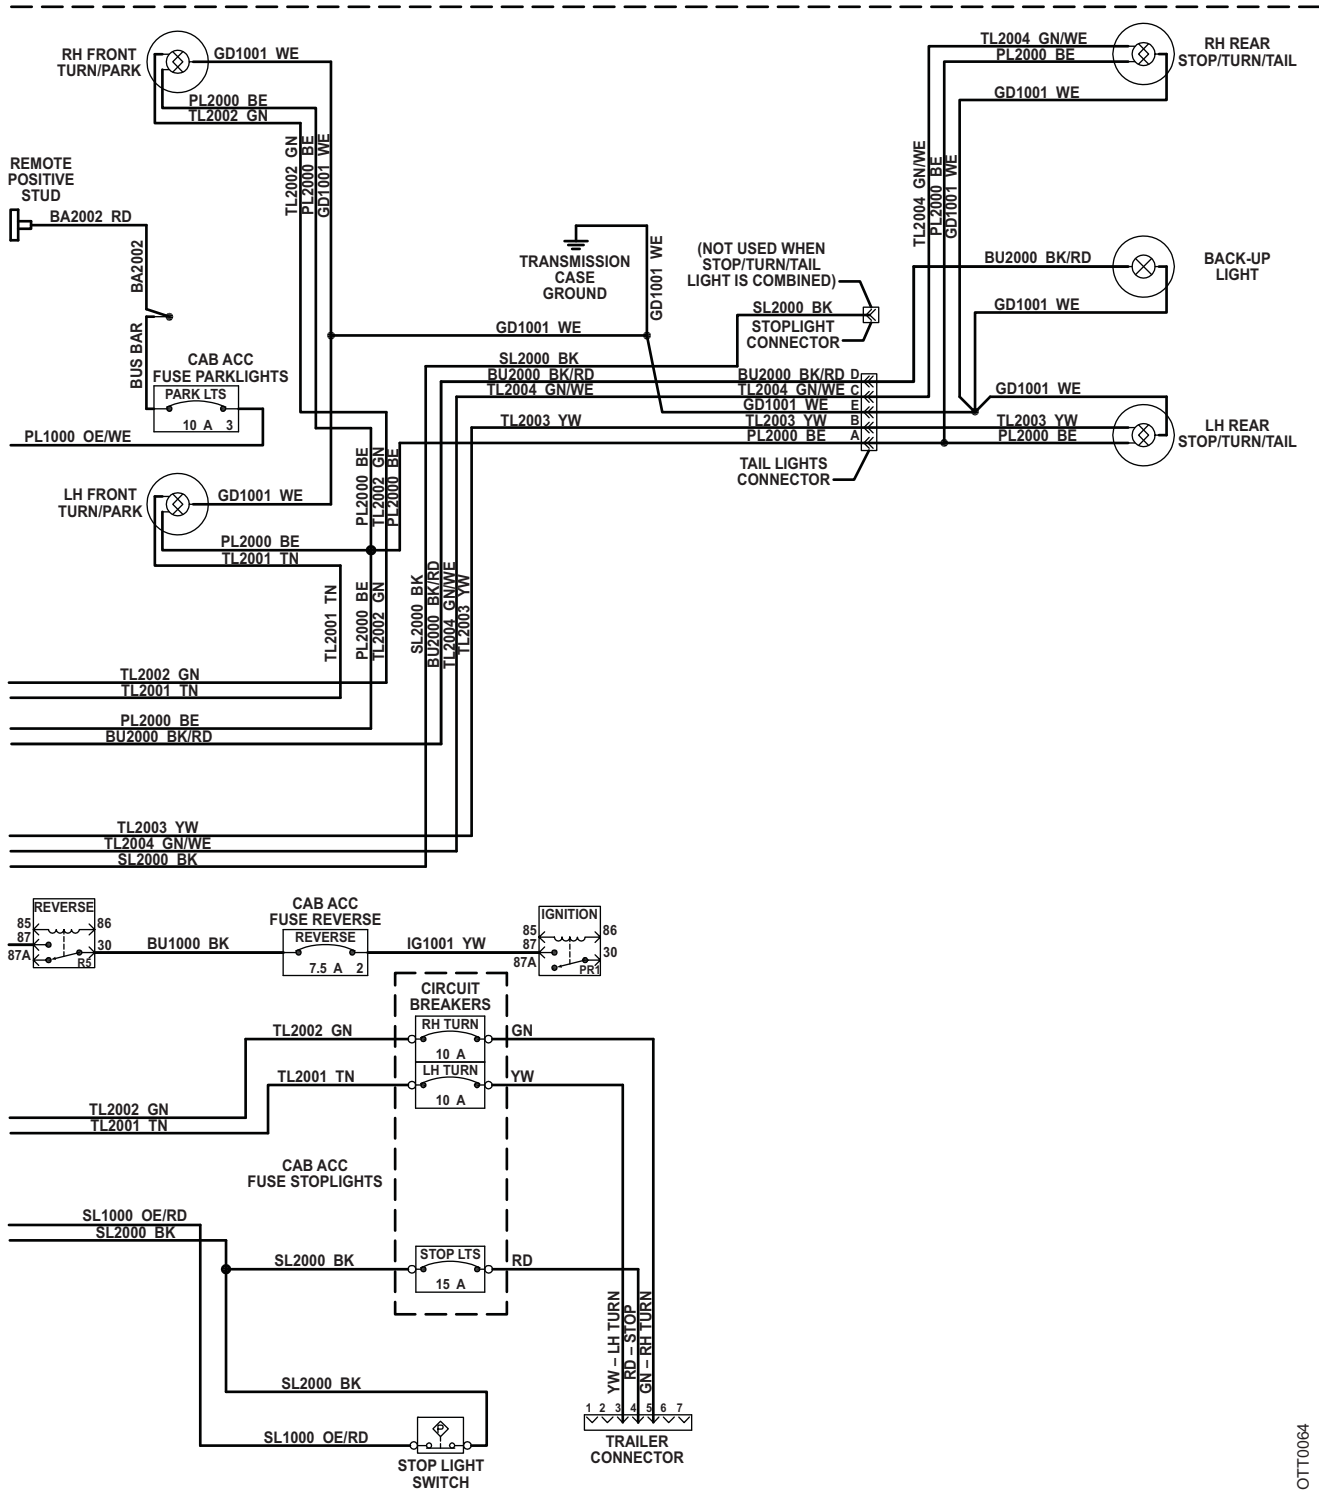 RH FRONT
TURN/PARK
GD1001 WE
PL2000 BE
TL2002 GN
TL2002 GN
PL2000 BE
GD1001 WE
TL2004 GN/WE
PL2000 BE
GD1001 WE
RH REAR
STOP/TURN/TAIL
TL2004 GN/WE
PL2000 BE
GD1001 WE
REMOTE
POSITIVE
STUD
BA2002 RD
BA2002
BUS BAR
TRANSMISSION
CASE
GROUND
GD1001 WE
(NOT USED WHEN
STOP/TURN/TAIL
LIGHT IS COMBINED)
SL2000 BK
STOPLIGHT
CONNECTOR
BU2000 BK/RD
GD1001 WE
BACK-UP
LIGHT
GD1001 WE
CAB ACC
FUSE PARKLIGHTS
PARK LTS
10 A 3
PL1000 OE/WE
SL2000 BK
BU2000 BK/RD
TL2004 GN/WE
TL2003 YW
BU2000 BK/RD D
TL2004 GN/WE C
GD1001 WE E
TL2003 YW B
PL2000 BE A
TAIL LIGHTS
CONNECTOR
GD1001 WE
TL2003 YW
PL2000 BE
LH REAR
STOP/TURN/TAIL
LH FRONT
TURN/PARK
GD1001 WE
PL2000 BE
TL2001 TN
PL2000 BE
TL2002 GN
PL2000 BE
TL2001 TN
PL2000 BE
TL2002 GN
SL2000 BK
BU2000 BK/RD
TL2004 GN/WE
TL2003 YW
TL2002 GN
TL2001 TN
PL2000 BE
BU2000 BK/RD
TL2003 YW
TL2004 GN/WE
SL2000 BK
REVERSE
85
86
87
30
87A
R5
BU1000 BK
CAB ACC
FUSE REVERSE
REVERSE
7.5 A 2
IG1001 YW
IGNITION
85
86
87
30
87A
PR1
CIRCUIT
BREAKERS
RH TURN
10 A
LH TURN
10 A
TL2002 GN
GN
TL2001 TN
YW
TL2002 GN
TL2001 TN
CAB ACC
FUSE STOPLIGHTS
SL1000 OE/RD
SL2000 BK
SL2000 BK
STOP LTS
15 A
RD
YW – LH TURN
RD – STOP
GN – RH TURN
SL2000 BK
SL1000 OE/RD
P
STOP LIGHT
SWITCH
1 2 3 4 5 6 7
TRAILER
CONNECTOR
OTT0064